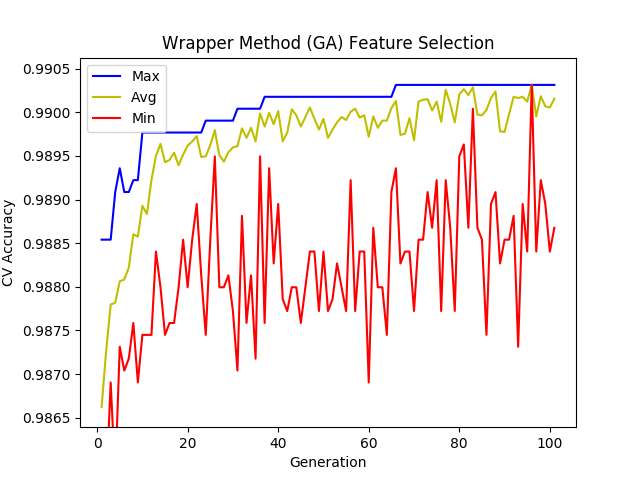 Wrapper Method (GA) Feature Selection
Max
Avg
Min
0.9905
0.9900
0.9895
0.9890
0.9885
0.9880
0.9875
0.9870
0.9865
CV Accuracy
0 20 40 60 80 100
Generation